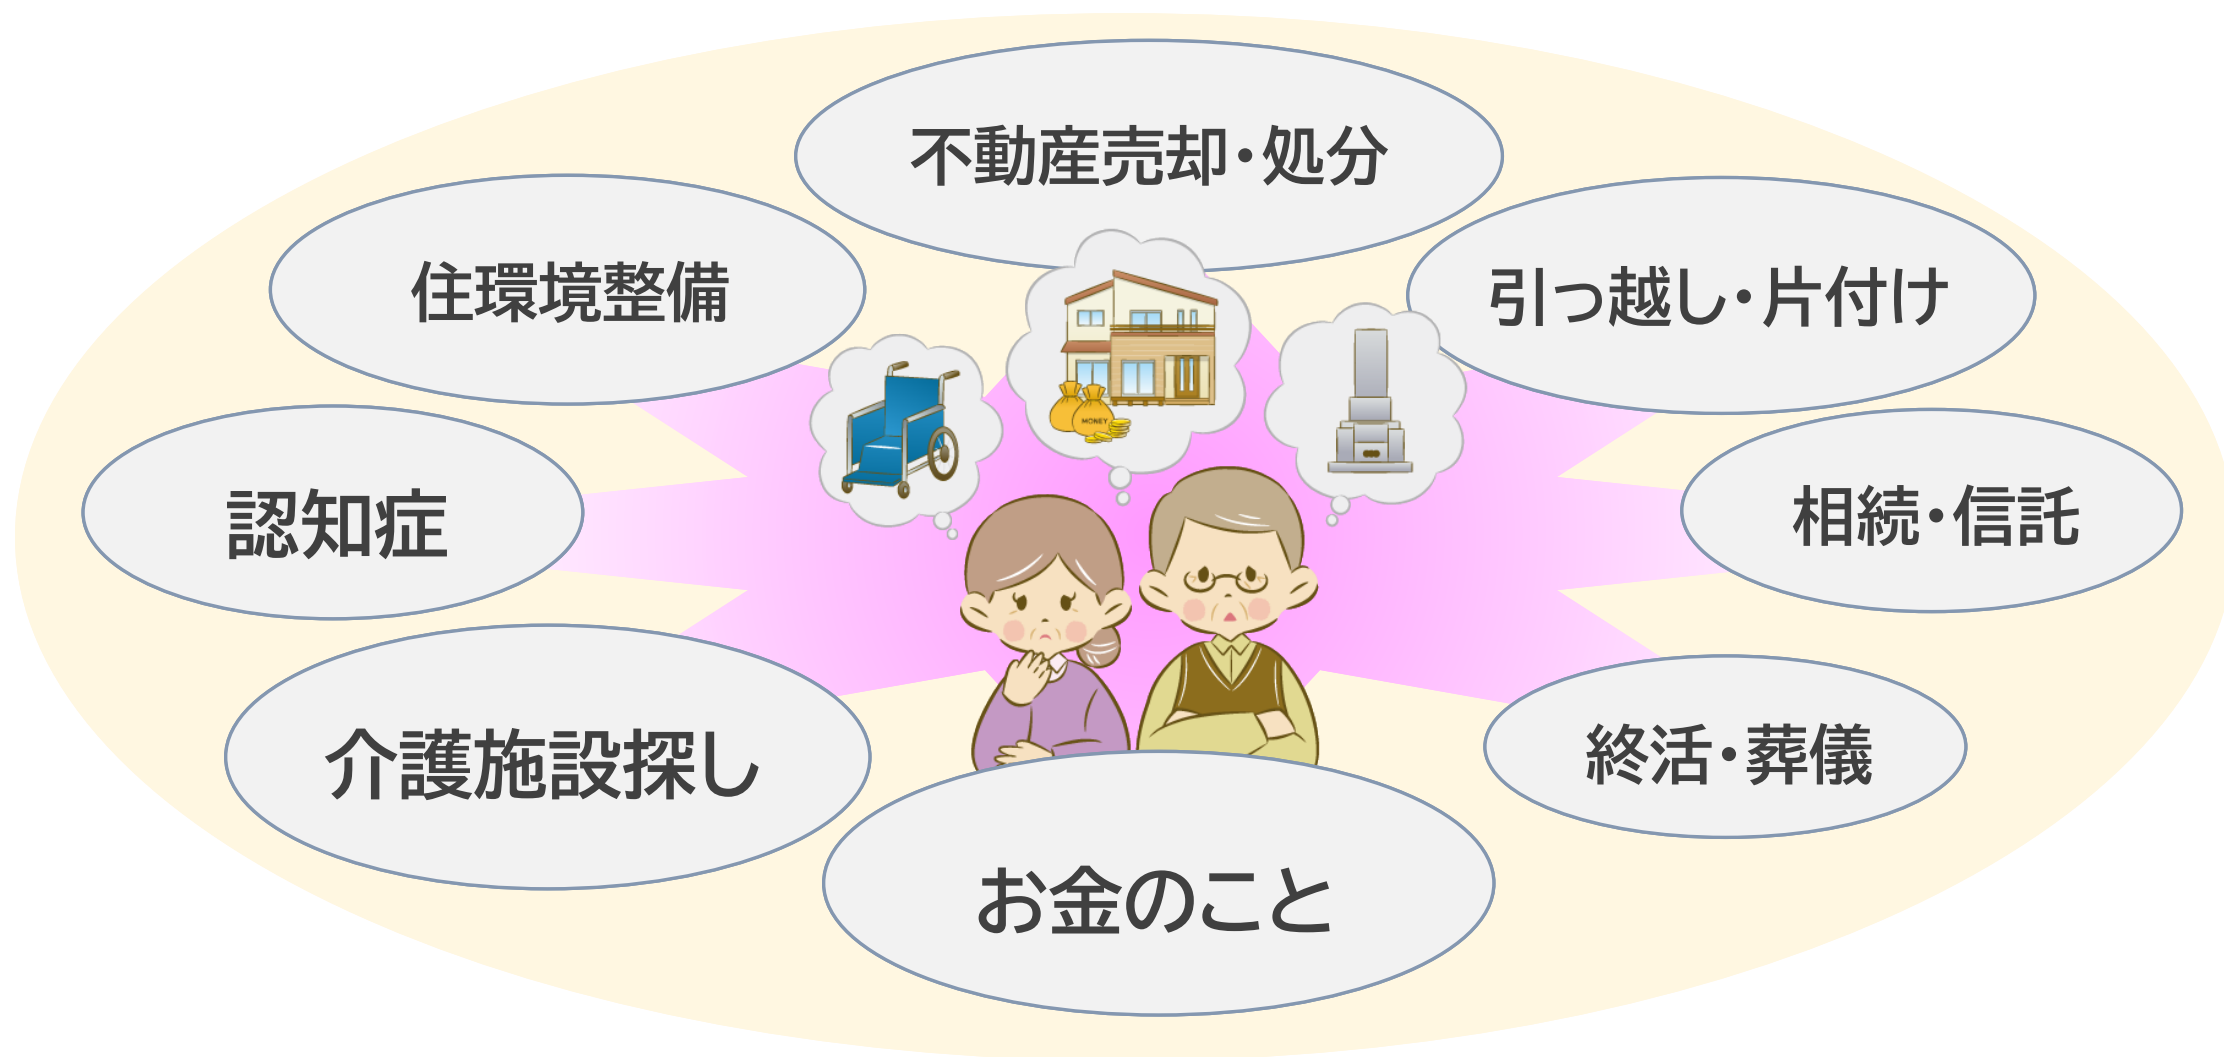 不動産売却・処分
住環境整備
引っ越し・片付け
MONEY
認知症
相続・信託
介護施設探し
終活・葬儀
お金のこと